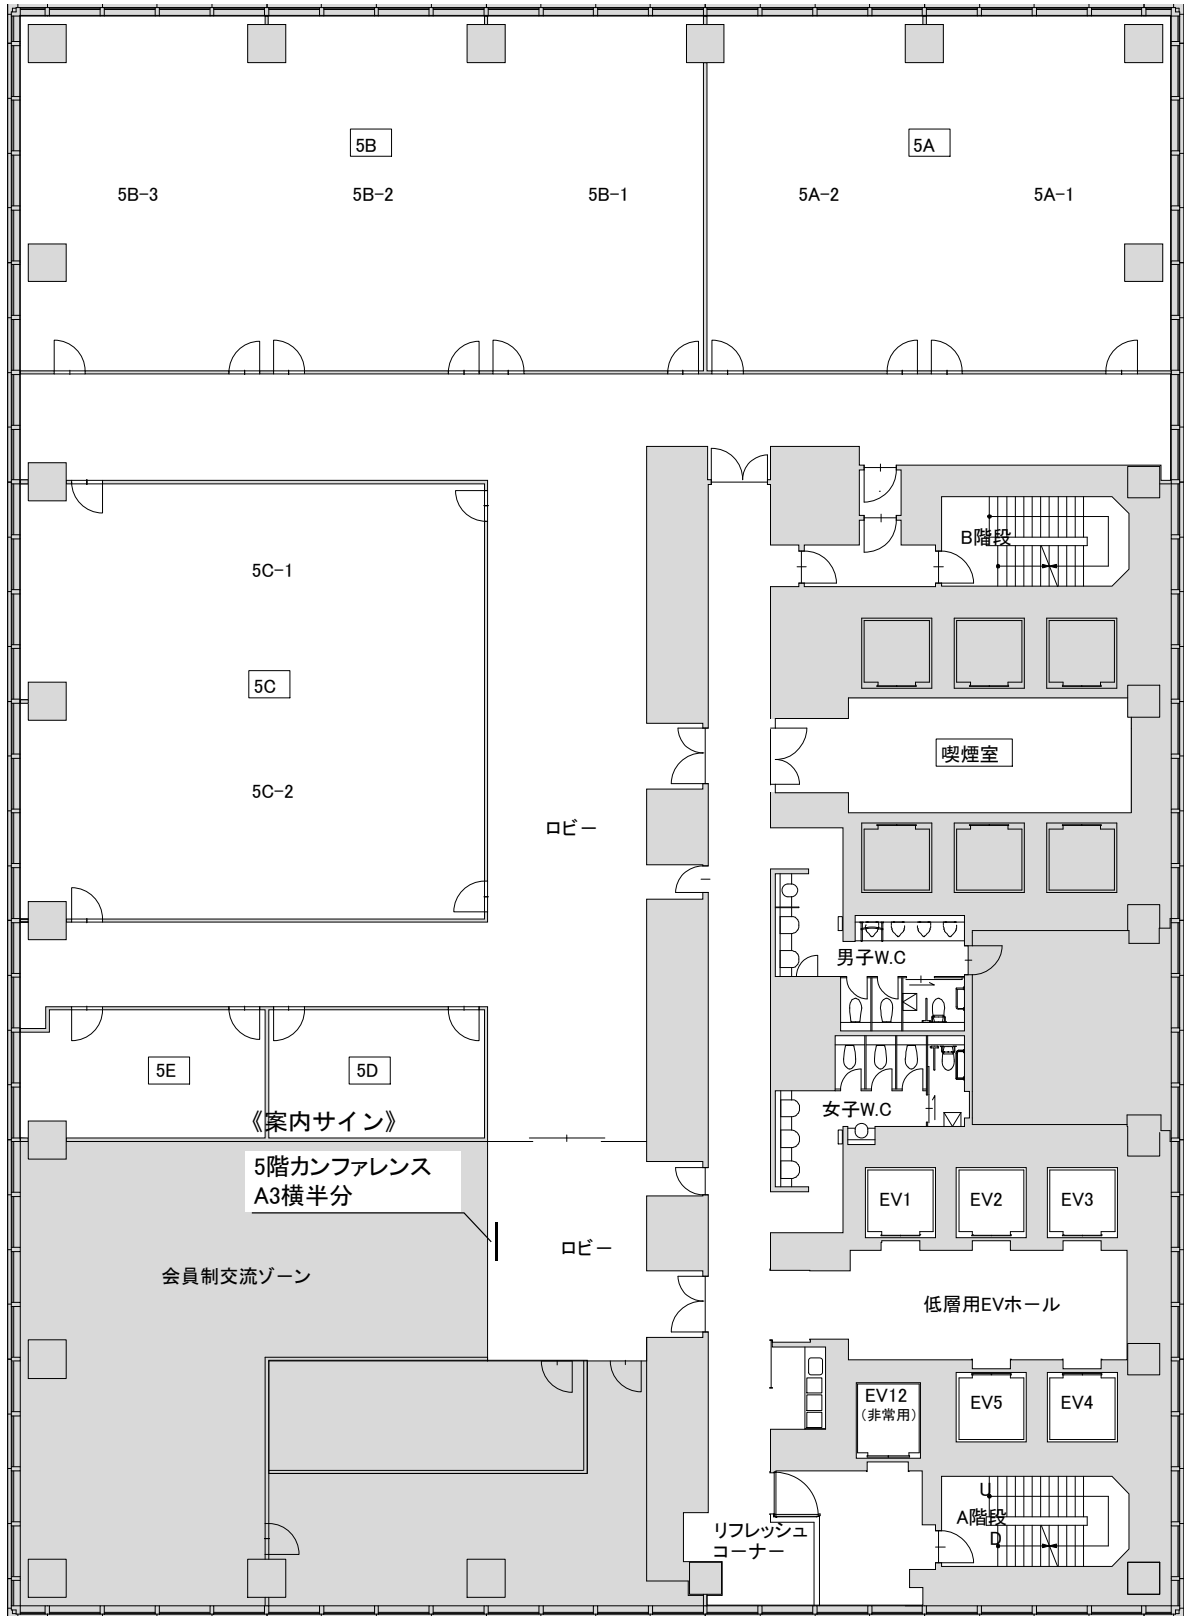 5B
5A
5B-3
5B-2
5B-1
5A-2
5A-1
B階段
5C-1
5C
喫煙室
5C-2
ロビー
男子W.C
5E
5D
女子W.C
《案内サイン》
5階カンファレンス
A3横半分
EV1
EV2
EV3
ロビー
会員制交流ゾーン
低層用EVホール
EV12
(非常用)
EV5
EV4
U
A階段
D
リフレッシュ
コーナー